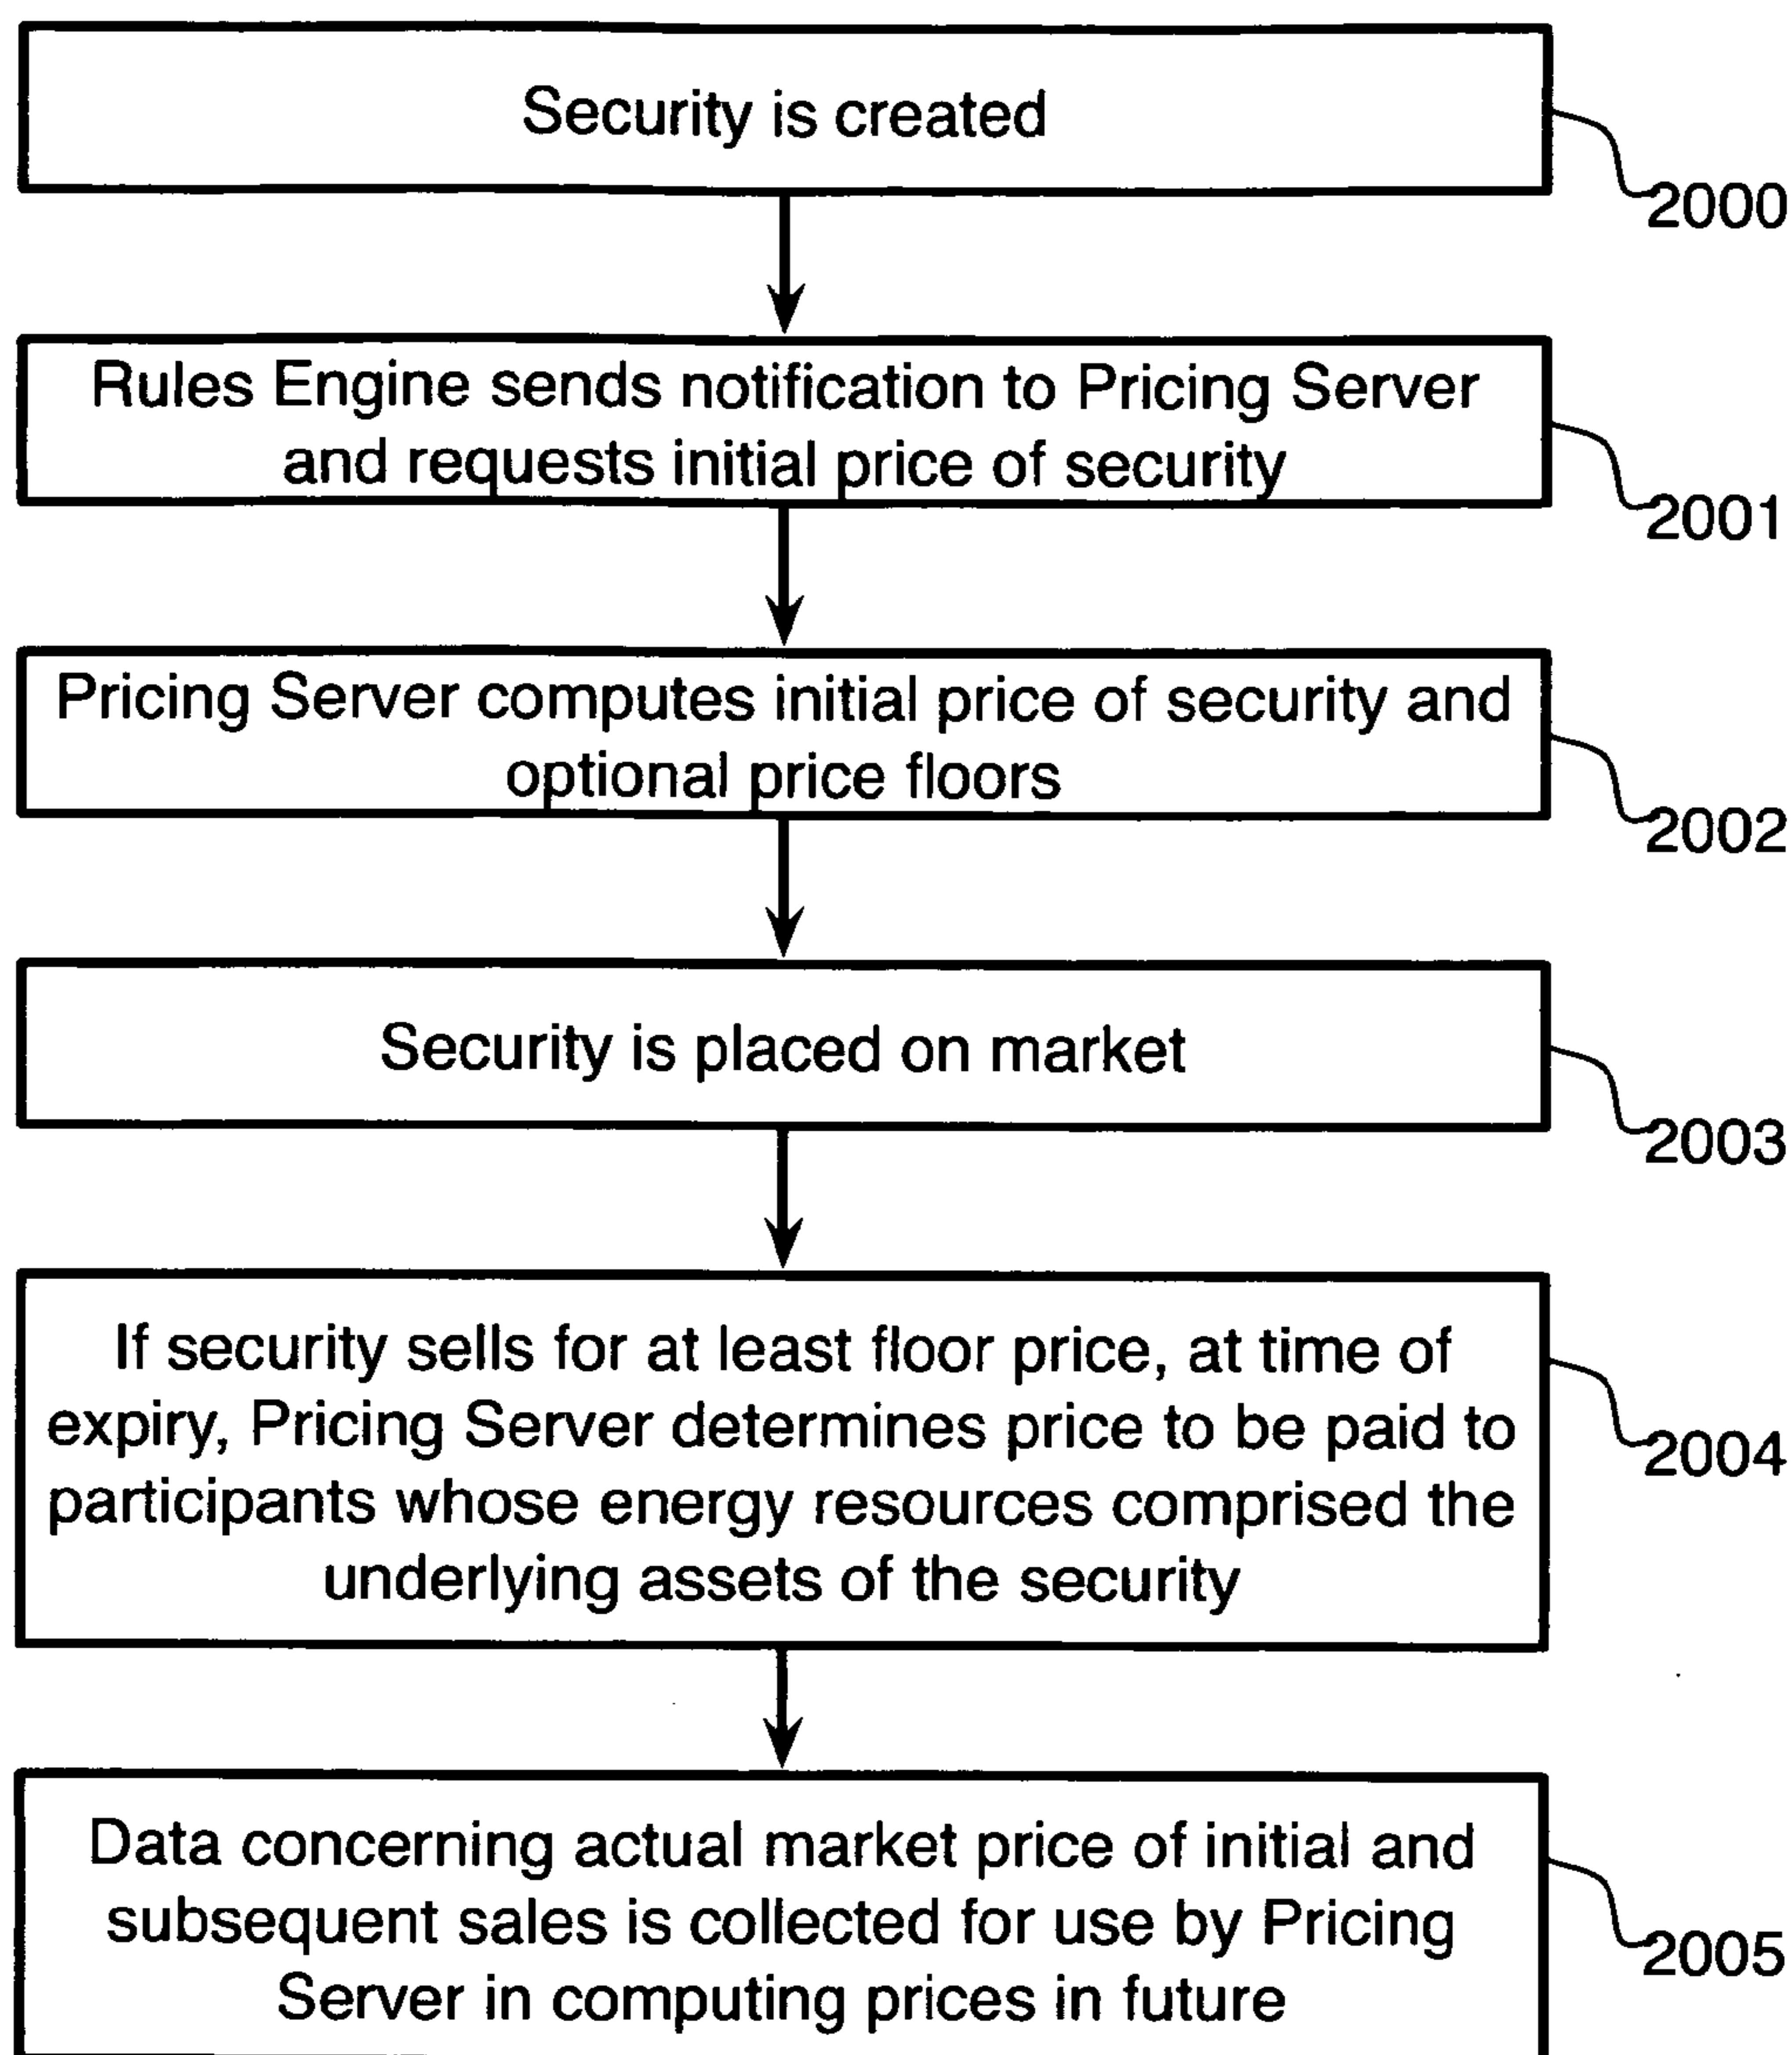 Security is created
2000
Rules Engine sends notification to Pricing Server
and requests initial price of security
2001
Pricing Server computes initial price of security and
optional price floors
2002
Security is placed on market
2003
If security sells for at least floor price, at time of
expiry, Pricing Server determines price to be paid to
participants whose energy resources comprised the
underlying assets of the security
2004
Data concerning actual market price of initial and
subsequent sales is collected for use by Pricing
Server in computing prices in future
2005